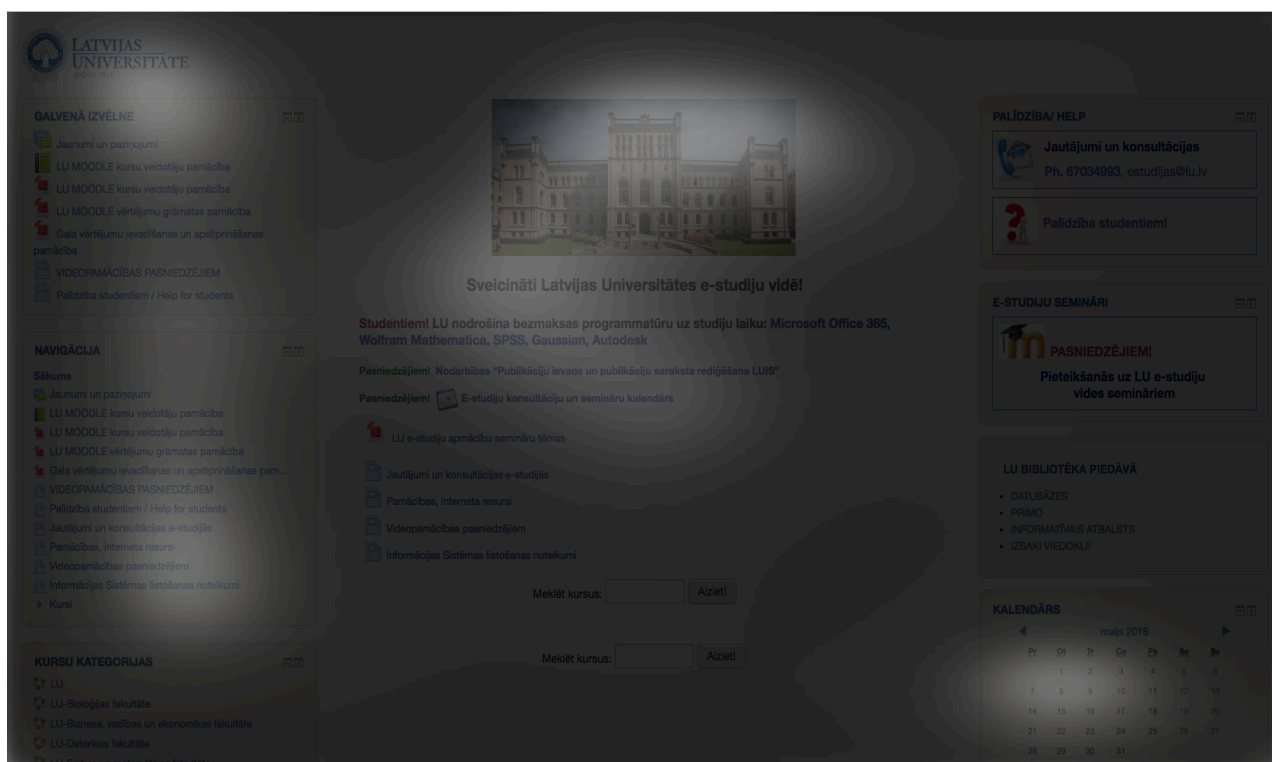 LATVIJAS
UNIVERSITĀTE
ANNO 1919
GALVENĀ IZVĒLNE
Jaunumi un paziņojumi
LU MOODLE kursu veidotāju pamācība
LU MOODLE kursu veidotāju pamācība
LU MOODLE vērtējumu grāmatas pamācība
Gala vērtējumu ievadīšanas un apstiprināšanas
pamācība
VIDEOPAMĀCĪBAS PASNIEDZĒJIEM
Palīdzība studentiem / Help for students
NAVIGĀCIJA
Sākums
Jaunumi un paziņojumi
LU MOODLE kursu veidotāju pamācība
LU MOODLE kursu veidotāju pamācība
LU MOODLE vērtējumu grāmatas pamācība
Gala vērtējumu ievadīšanas un apstiprināšanas pam...
VIDEOPAMĀCĪBAS PASNIEDZĒJIEM
Palīdzība studentiem / Help for students
Jautājumi un konsultācijas e-studijās
Pamācības, interneta resursi
Videopamācības pasniedzējiem
Informācijas Sistēmas lietošanas noteikumi
Kursi
KURSU KATEGORIJAS
LU
LU-Bioloģijas fakultāte
LU-Biznesa, vadības un ekonomikas fakultāte
LU-Datorikas fakultāte
Sveicināti Latvijas Universitātes e-studiju vidē!
Studentiem! LU nodrošina bezmaksas programmatūru uz studiju laiku: Microsoft Office 365,
Wolfram Mathematica, SPSS, Gaussian, Autodesk
Pasniedzējiem! Nodarbības "Publikāciju ievade un publikāciju saraksta rediģēšana LUIS"
Pasniedzējiem! E-studiju konsultāciju un semināru kalendārs
LU e-studiju apmācību semināru tēmas
Jautājumi un konsultācijas e-studijās
Pamācības, interneta resursi
Videopamācības pasniedzējiem
Informācijas Sistēmas lietošanas noteikumi
Meklēt kursus: Aiziet!
Meklēt kursus: Aiziet!
PALĪDZĪBA/ HELP
Jautājumi un konsultācijas
Ph. 67034993, estudijas@lu.lv
Palīdzība studentiem!
E-STUDIJU SEMINĀRI
PASNIEDZĒJIEM!
Pieteikšanās uz LU e-studiju
vides semināriem
LU BIBLIOTĒKA PIEDĀVĀ
DATUBĀZES
PRIMO
INFORMATĪVAIS ATBALSTS
IZSAKI VIEDOKLI!
KALENDĀRS
maijs 2018
Pr Ot Tr Ce Pk Se Sv
1 2 3 4 5 6
7 8 9 10 11 12 13
14 15 16 17 18 19 20
21 22 23 24 25 26 27
28 29 30 31